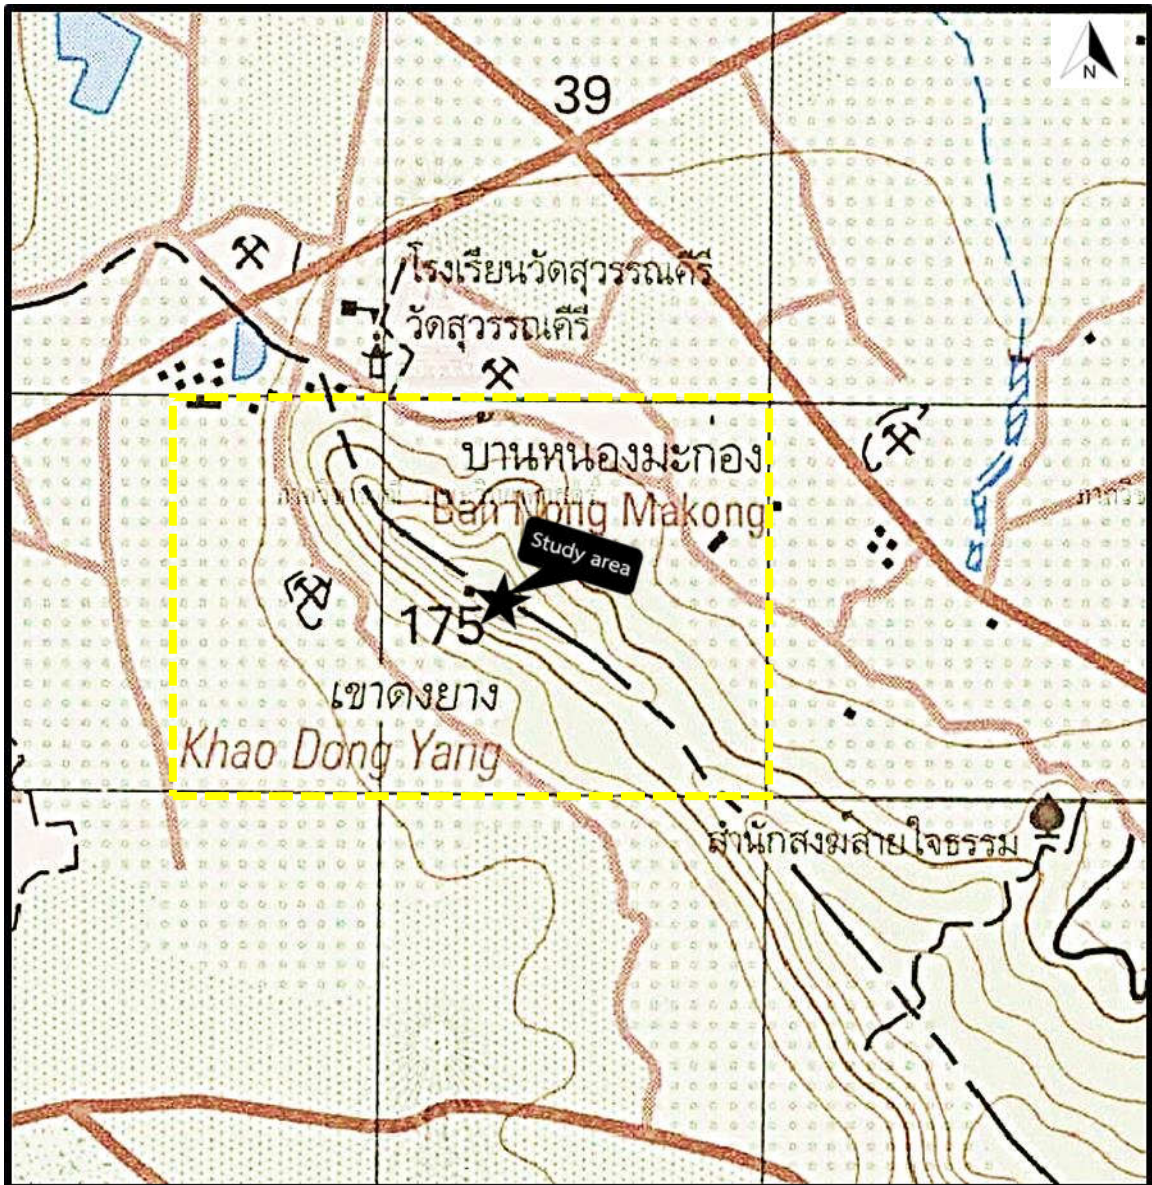 N
39
โรงเรียนวัดสุวรรณคีรี
วัดสุวรรณคีรี
บ้านหนองมะกอง
Ban Nong Makong
Study area
175
เขาดงยาง
Khao Dong Yang
สำนักสงฆ์สายใจธรรม